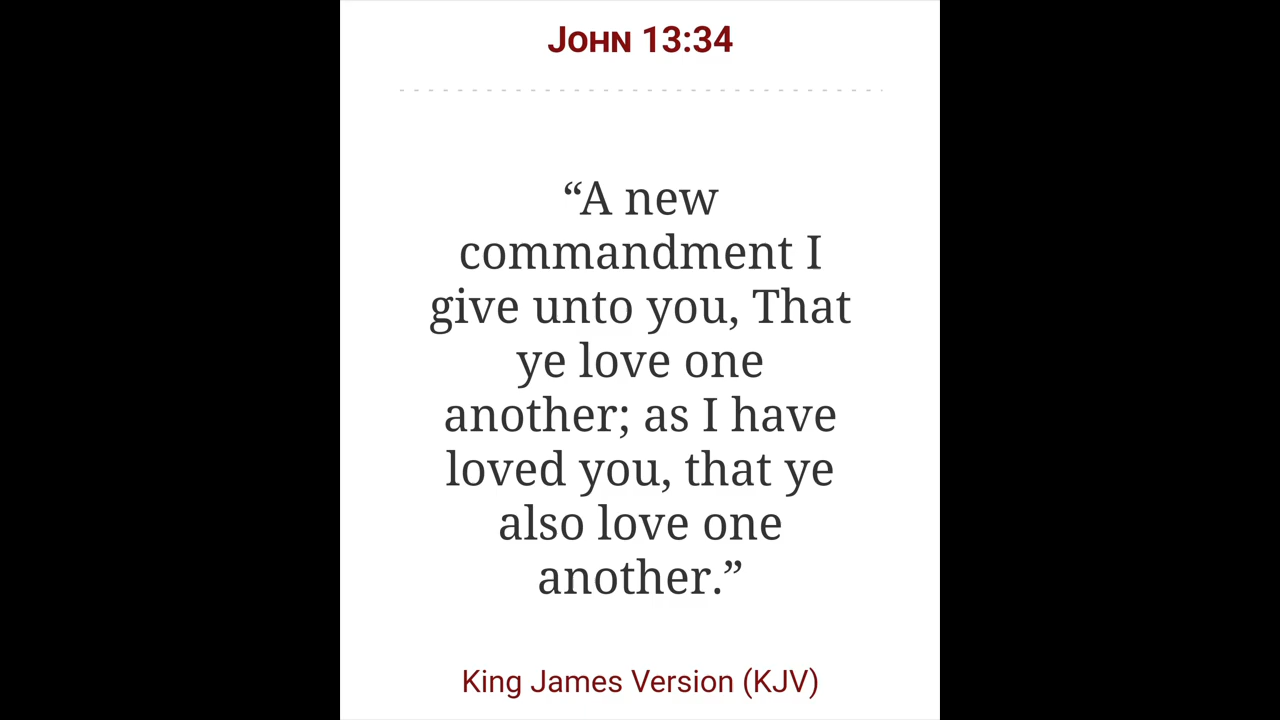 John 13:34
“A new
commandment I
give unto you, That
ye love one
another; as I have
loved you, that ye
also love one
another.”
King James Version (KJV)